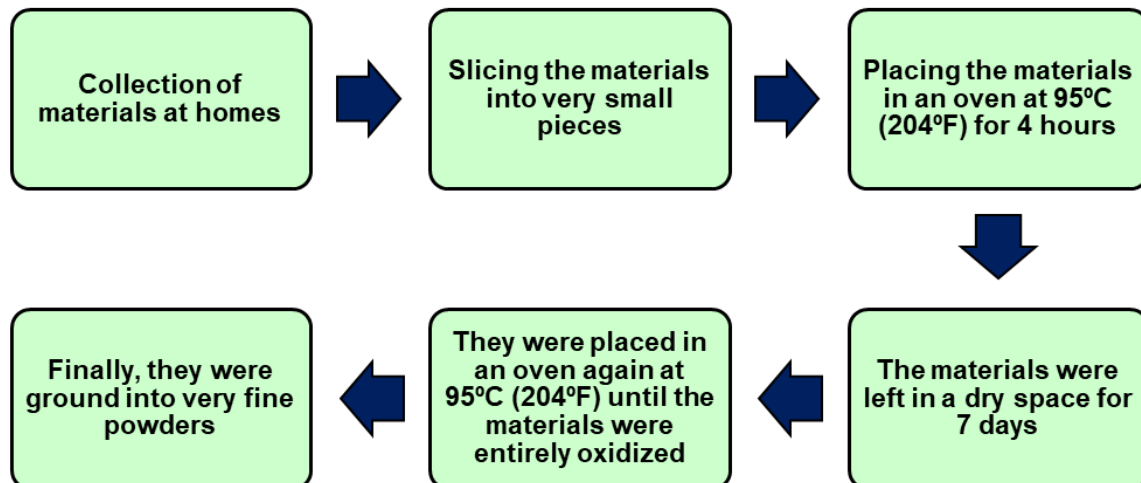 Collection of
materials at homes
Slicing the materials
into very small
pieces
Placing the materials
in an oven at 95ºC
(204ºF) for 4 hours
The materials were
left in a dry space for
7 days
They were placed in
an oven again at
95ºC (204ºF) until the
materials were
entirely oxidized
Finally, they were
ground into very fine
powders